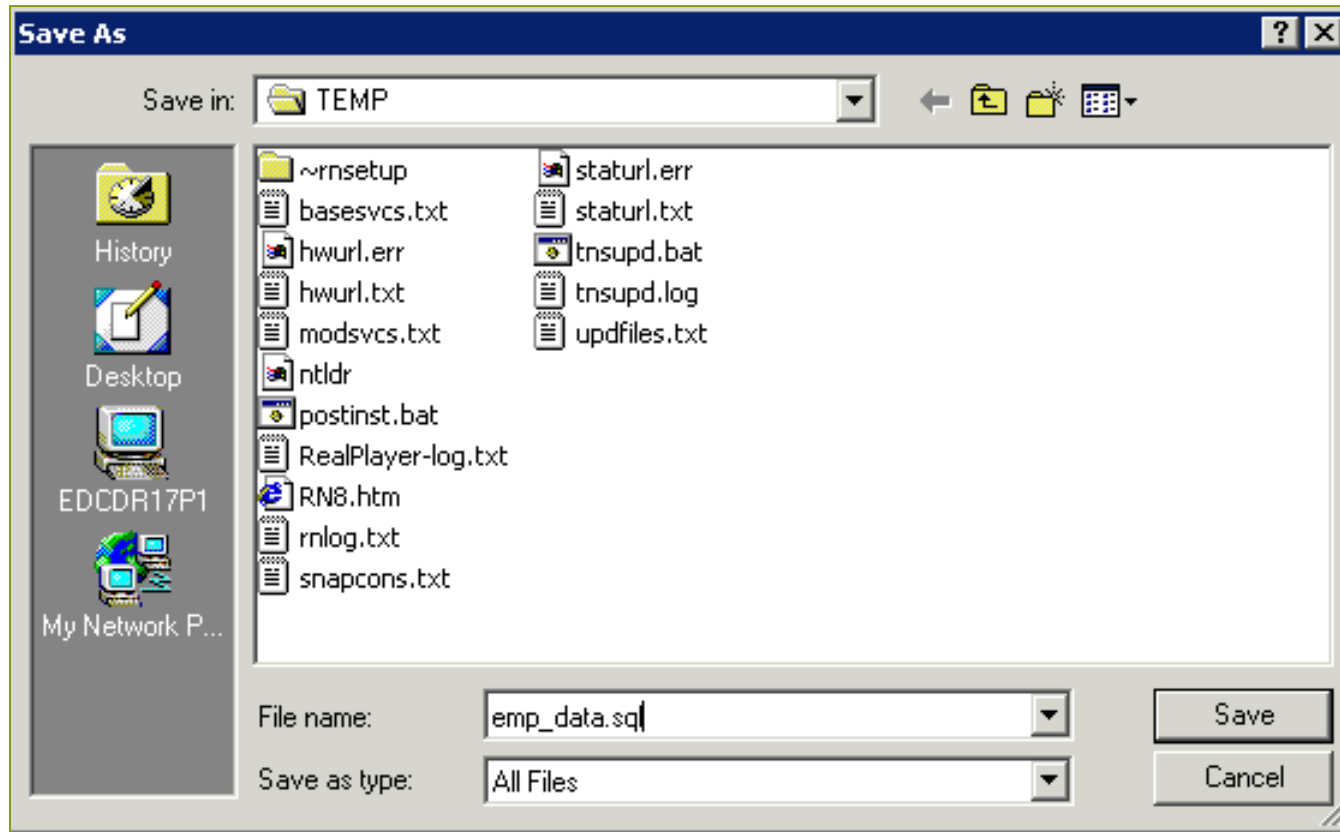 Save As
Save in: TEMP
History
Desktop
EDCDR17P1
My Network P...
~rnsetup
basesvcs.txt
hwurl.err
hwurl.txt
modsvcs.txt
ntldr
postinst.bat
RealPlayer-log.txt
RN8.htm
rnlog.txt
snapcons.txt
staturl.err
staturl.txt
tnsupd.bat
tnsupd.log
updfiles.txt
File name: emp_data.sql Save
Save as type: All Files Cancel